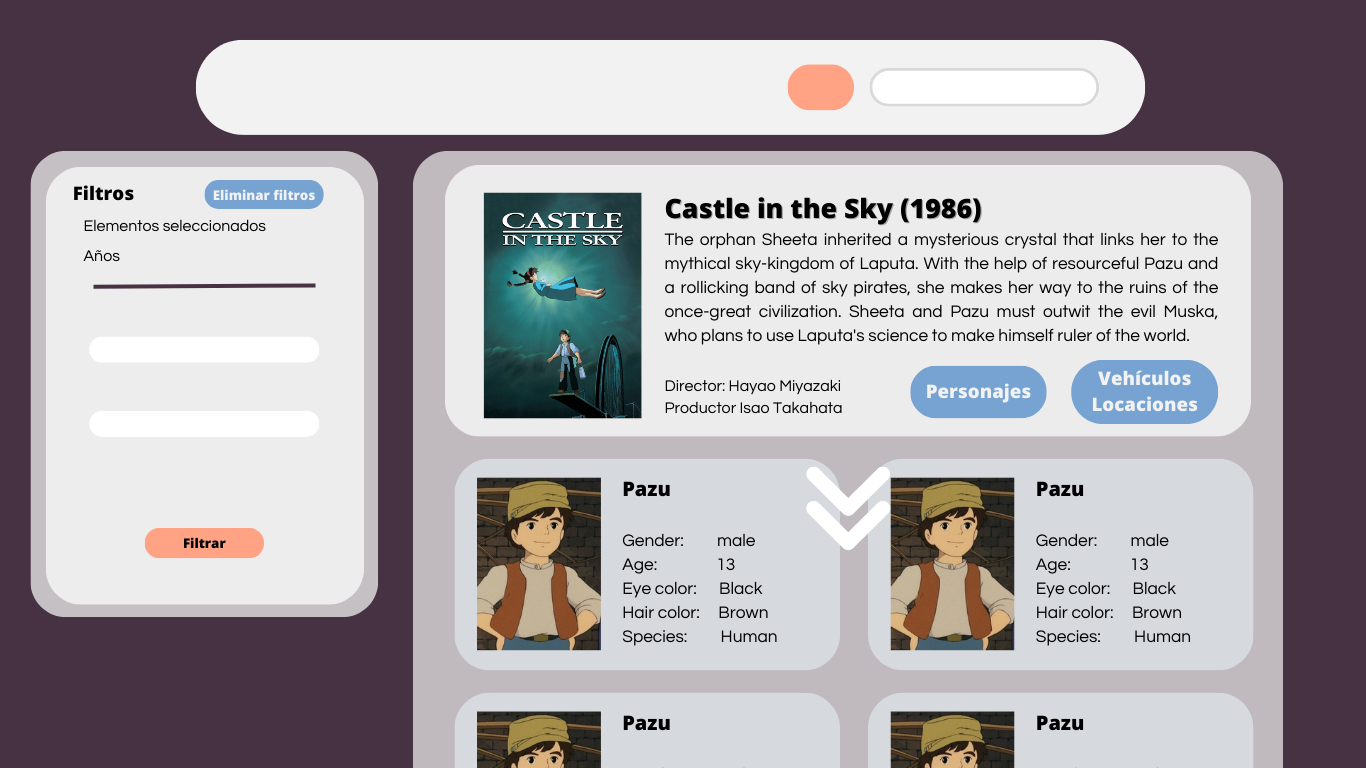 Filtros
Eliminar filtros
Elementos seleccionados
Años
Filtrar
CASTLE
IN THE SKY
Castle in the Sky (1986)
The orphan Sheeta inherited a mysterious crystal that links her to the
mythical sky-kingdom of Laputa. With the help of resourceful Pazu and
a rollicking band of sky pirates, she makes her way to the ruins of the
once-great civilization. Sheeta and Pazu must outwit the evil Muska,
who plans to use Laputa's science to make himself ruler of the world.
Director: Hayao Miyazaki
Productor Isao Takahata
Personajes
Vehículos
Locaciones
Pazu
Gender: male
Age: 13
Eye color: Black
Hair color: Brown
Species: Human
Pazu
Gender: male
Age: 13
Eye color: Black
Hair color: Brown
Species: Human
Pazu
Pazu